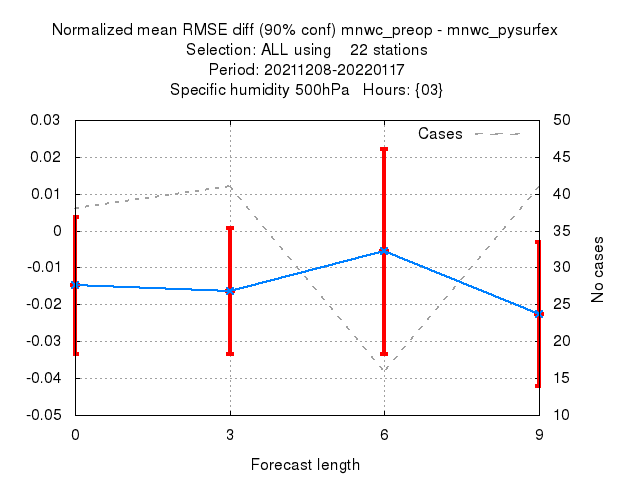 Normalized mean RMSE diff (90% conf) mnwc_preop - mnwc_pysurfex
Selection: ALL using    22 stations
Period: 20211208-20220117
Specific humidity 500hPa   Hours: {03}
Cases
0.03
0.02
0.01
0
-0.01
-0.02
-0.03
-0.04
-0.05
50
45
40
35
30
25
20
15
10
No cases
0 3 6 9
Forecast length